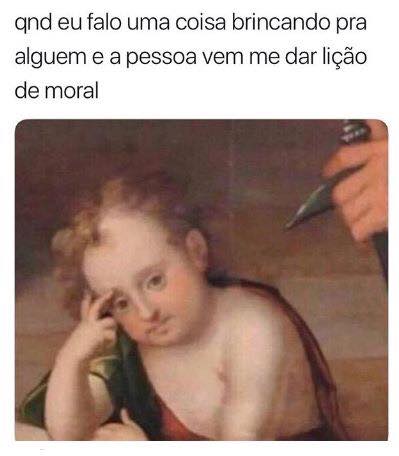 qnd eu falo uma coisa brincando pra
alguem e a pessoa vem me dar lição
de moral